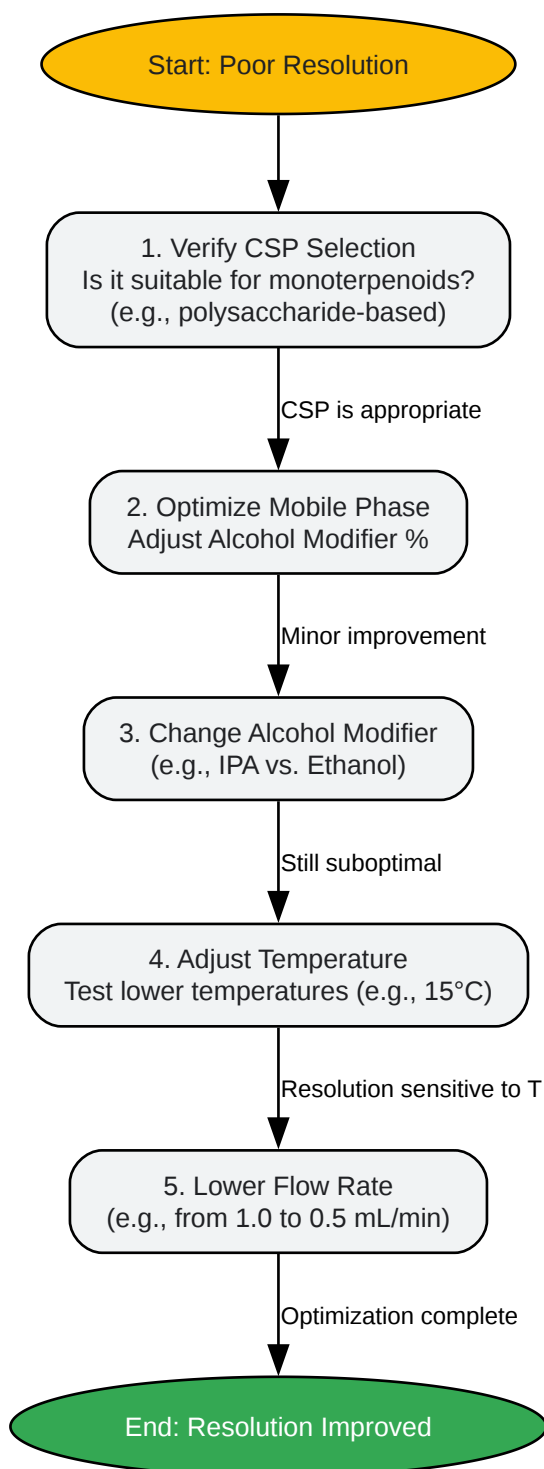 Start: Poor Resolution
1. Verify CSP Selection
Is it suitable for monoterpenoids?
(e.g., polysaccharide-based)
CSP is appropriate
2. Optimize Mobile Phase
Adjust Alcohol Modifier %
Minor improvement
3. Change Alcohol Modifier
(e.g., IPA vs. Ethanol)
Still suboptimal
4. Adjust Temperature
Test lower temperatures (e.g., 15°C)
Resolution sensitive to T
5. Lower Flow Rate
(e.g., from 1.0 to 0.5 mL/min)
Optimization complete
End: Resolution Improved